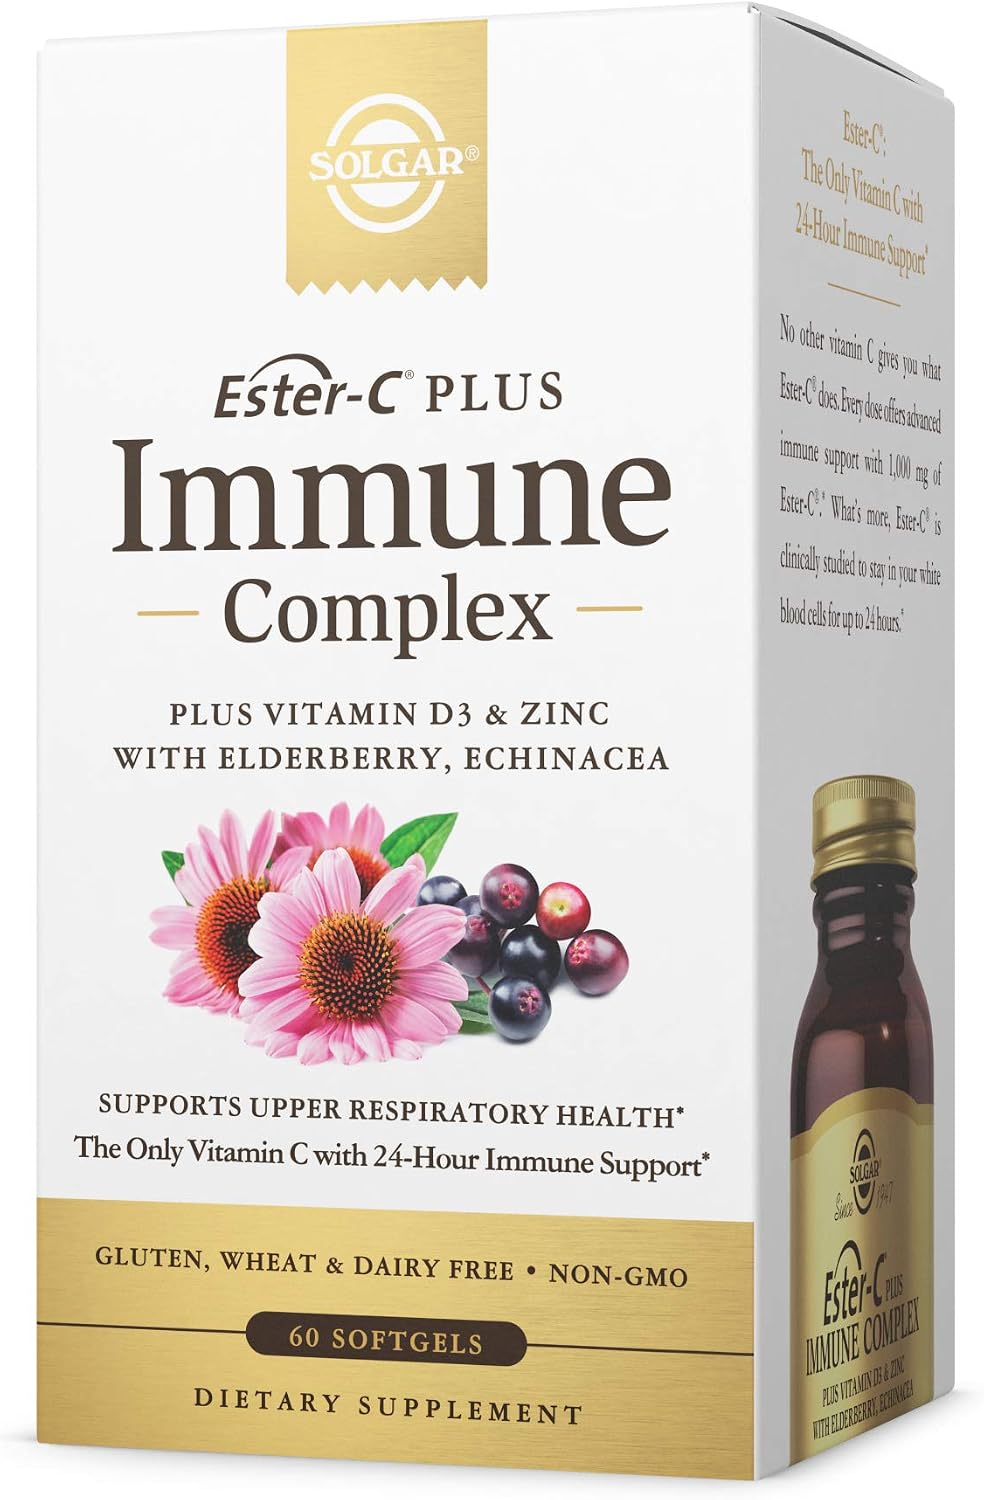 SOLGAR®
Ester-C® PLUS
Immune
Complex
PLUS VITAMIN D3 & ZINC
WITH ELDERBERRY, ECHINACEA
SUPPORTS UPPER RESPIRATORY HEALTH*
The Only Vitamin C with 24-Hour Immune Support*
GLUTEN, WHEAT & DAIRY FREE • NON-GMO
60 SOFTGELS
DIETARY SUPPLEMENT
Ester-C®:
The Only Vitamin C with
24-Hour Immune Support*
No other vitamin C gives you what
Ester-C® does. Every dose offers advanced
immune support with 1,000 mg of
Ester-C®.* What's more, Ester-C® is
clinically studied to stay in your white
blood cells for up to 24 hours.*
SOLGAR
Since 1947
Ester-C® PLUS
IMMUNE COMPLEX
PLUS VITAMIN D3 & ZINC
WITH ELDERBERRY, ECHINACEA